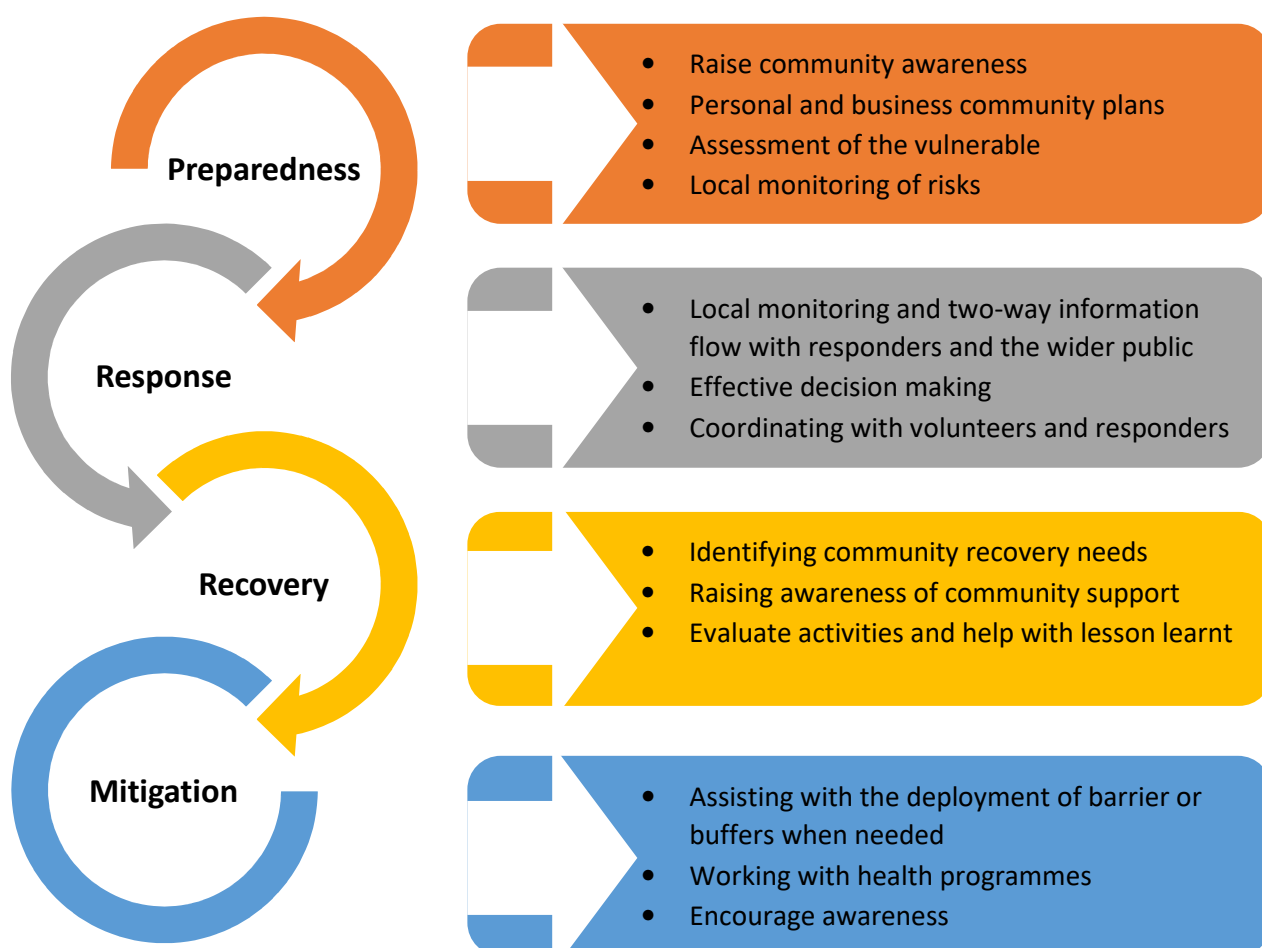 Preparedness
• Raise community awareness
• Personal and business community plans
• Assessment of the vulnerable
• Local monitoring of risks
Response
• Local monitoring and two-way information
flow with responders and the wider public
• Effective decision making
• Coordinating with volunteers and responders
Recovery
• Identifying community recovery needs
• Raising awareness of community support
• Evaluate activities and help with lesson learnt
Mitigation
• Assisting with the deployment of barrier or
buffers when needed
• Working with health programmes
• Encourage awareness